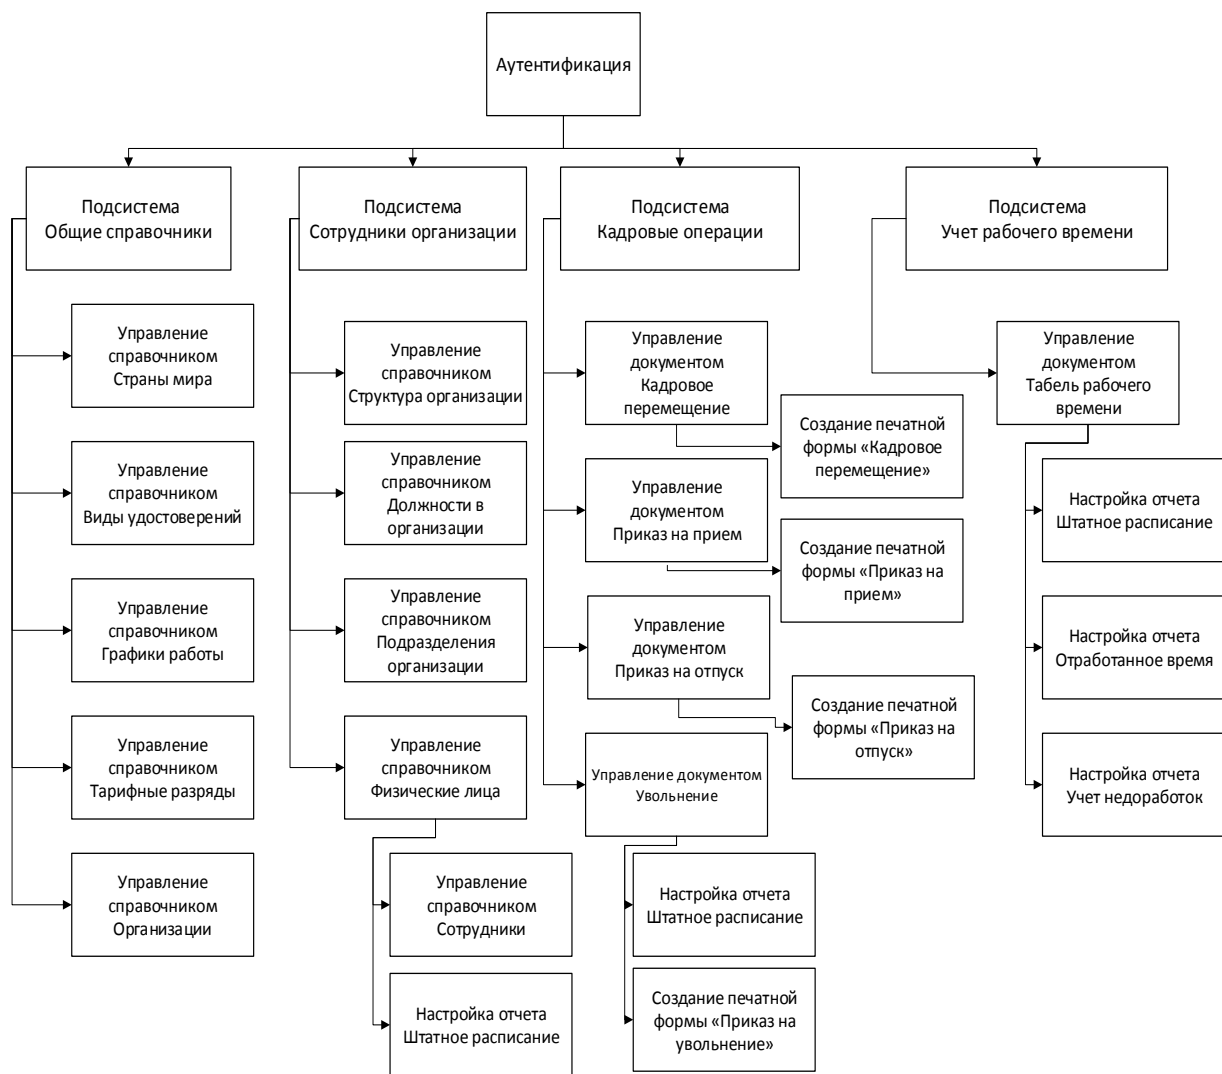 Аутентификация
Подсистема
Общие справочники
Подсистема
Сотрудники организации
Подсистема
Кадровые операции
Подсистема
Учет рабочего времени
Управление
справочником
Страны мира
Управление
справочником
Виды удостоверений
Управление
справочником
Графики работы
Управление
справочником
Тарифные разряды
Управление
справочником
Организации
Управление
справочником
Структура организации
Управление
справочником
Должности в
организации
Управление
справочником
Подразделения
организации
Управление
справочником
Физические лица
Управление
справочником
Сотрудники
Настройка отчета
Штатное расписание
Управление
документом
Кадровое
перемещение
Создание печатной
формы «Кадровое
перемещение»
Управление
документом
Приказ на прием
Создание печатной
формы «Приказ на
прием»
Управление
документом
Приказ на отпуск
Создание печатной
формы «Приказ на
отпуск»
Управление документом
Увольнение
Настройка отчета
Штатное расписание
Создание печатной
формы «Приказ на
увольнение»
Управление
документом
Табель рабочего
времени
Настройка отчета
Штатное расписание
Настройка отчета
Отработанное время
Настройка отчета
Учет недоработок